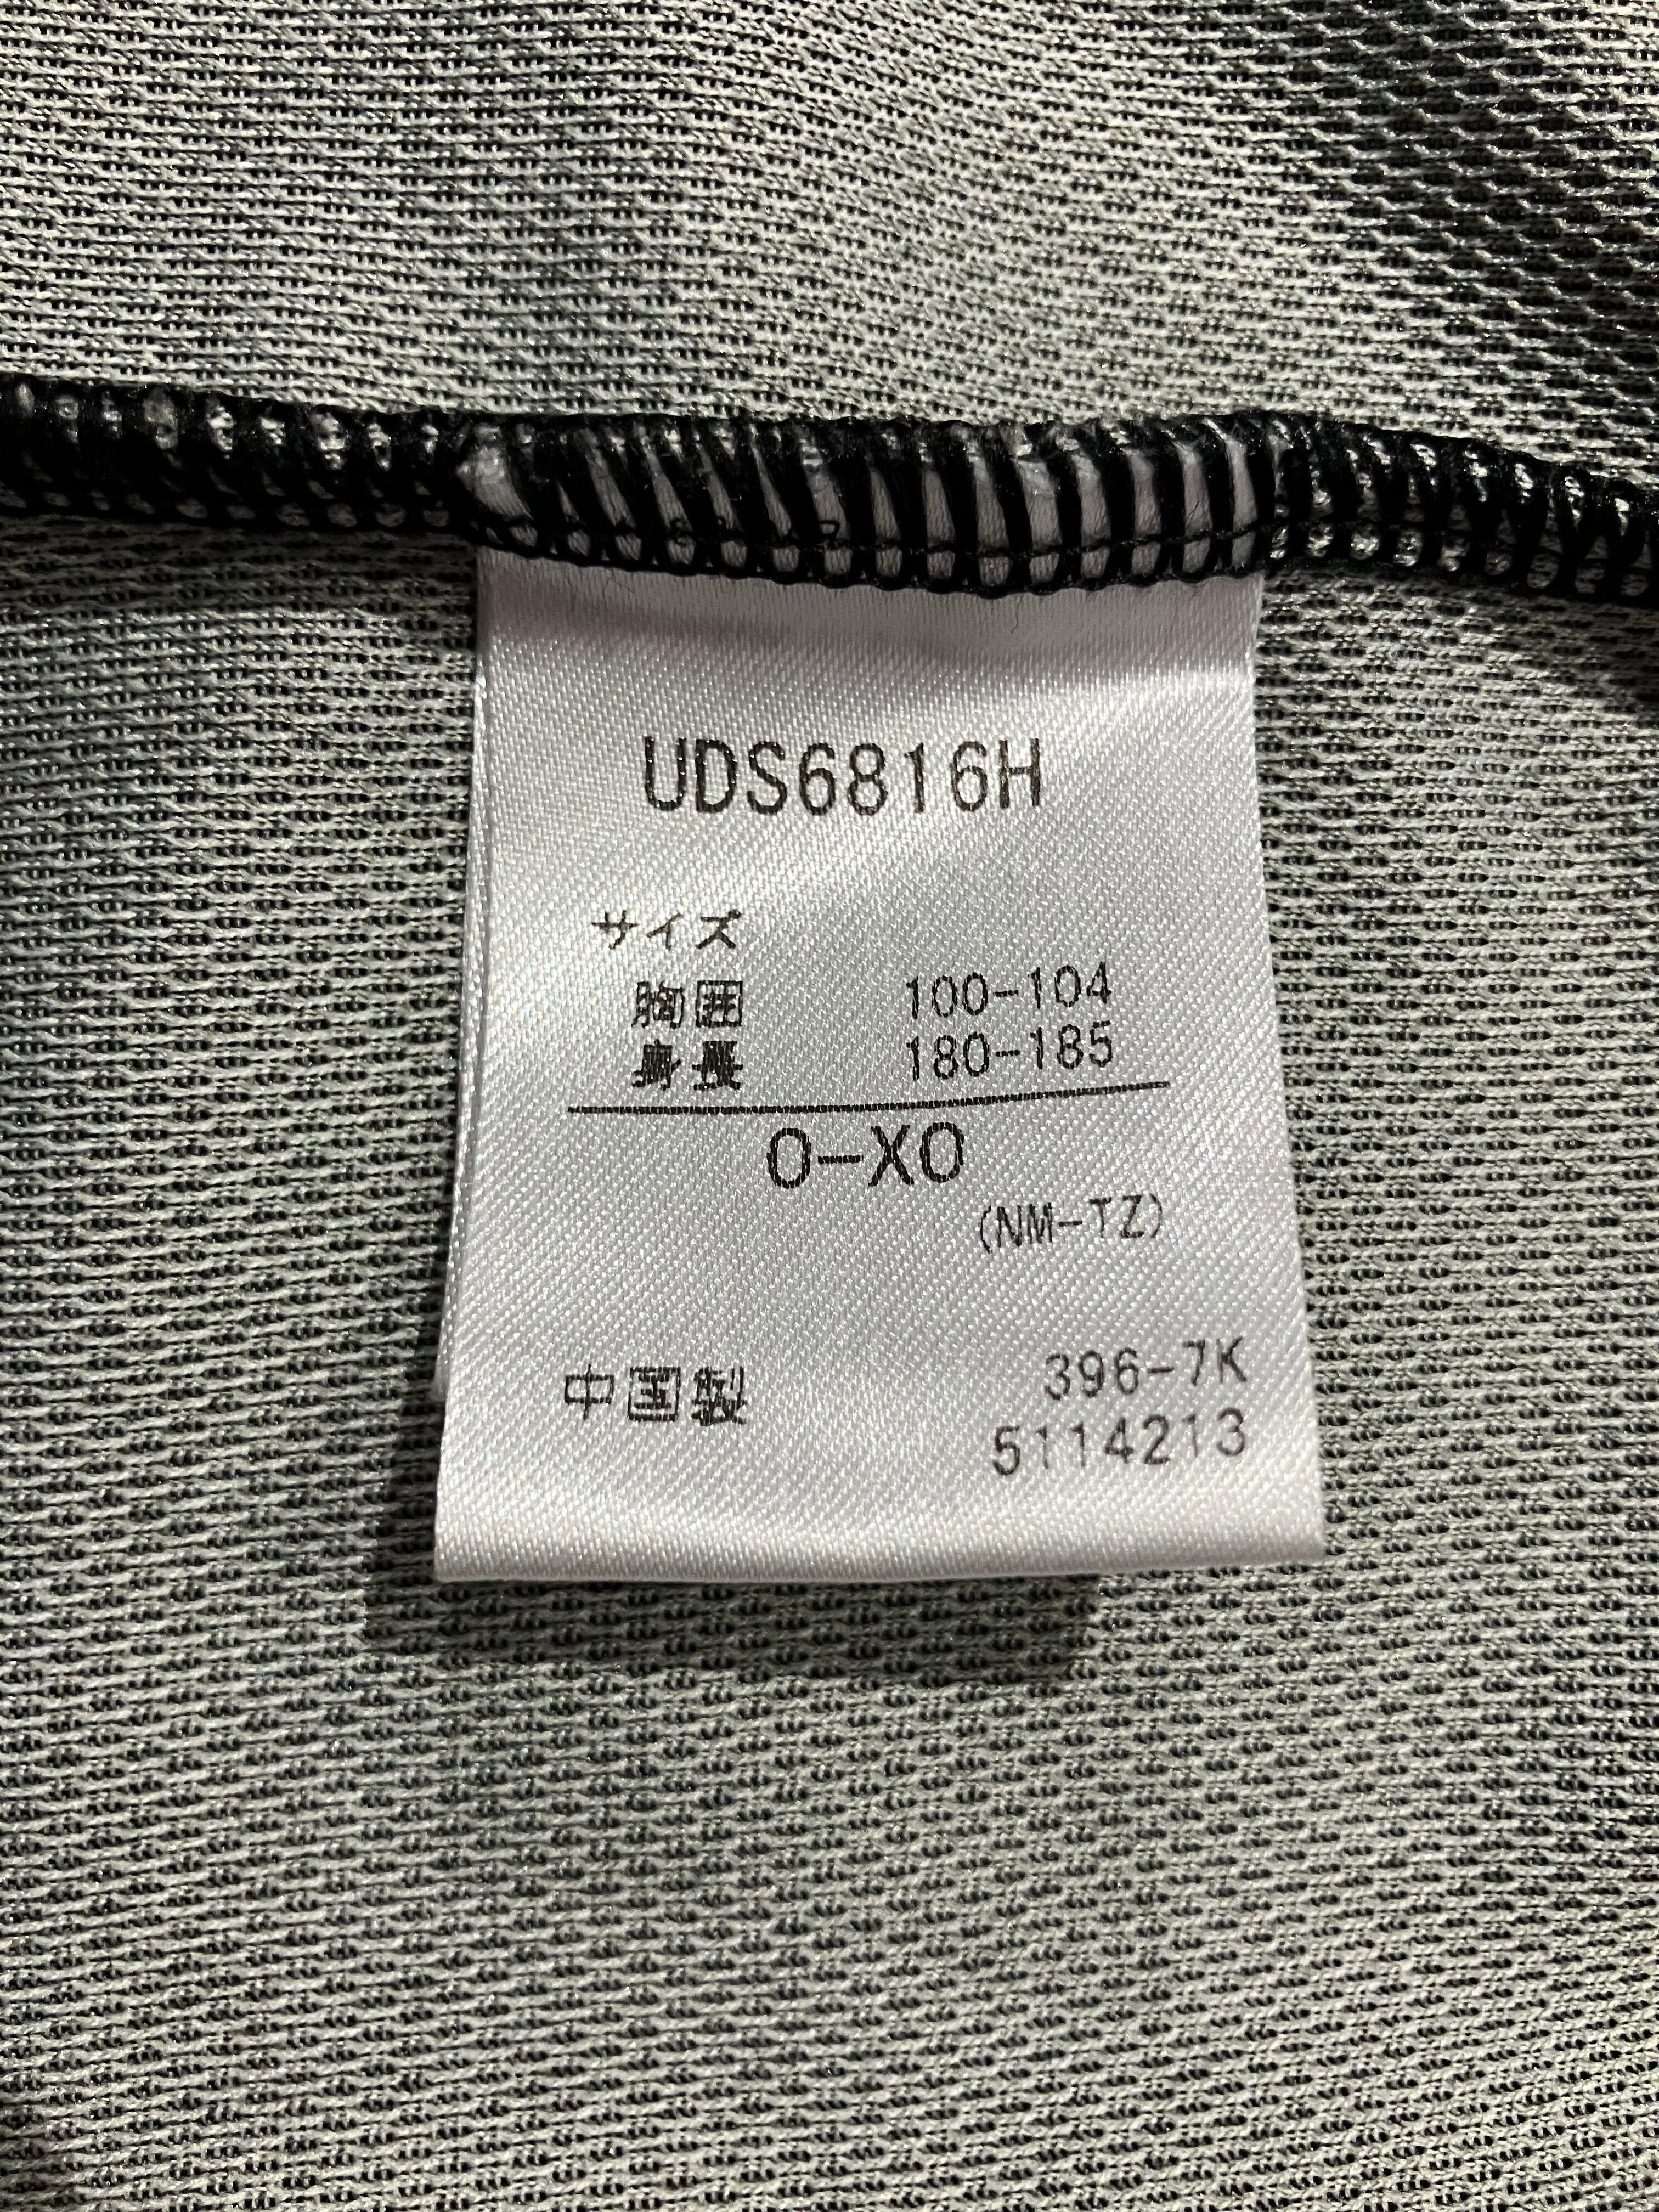 UDS6816H
サイズ
胸囲 100-104
身長 180-185
O-XO
(NM-TZ)
中国製 396-7K
5114213